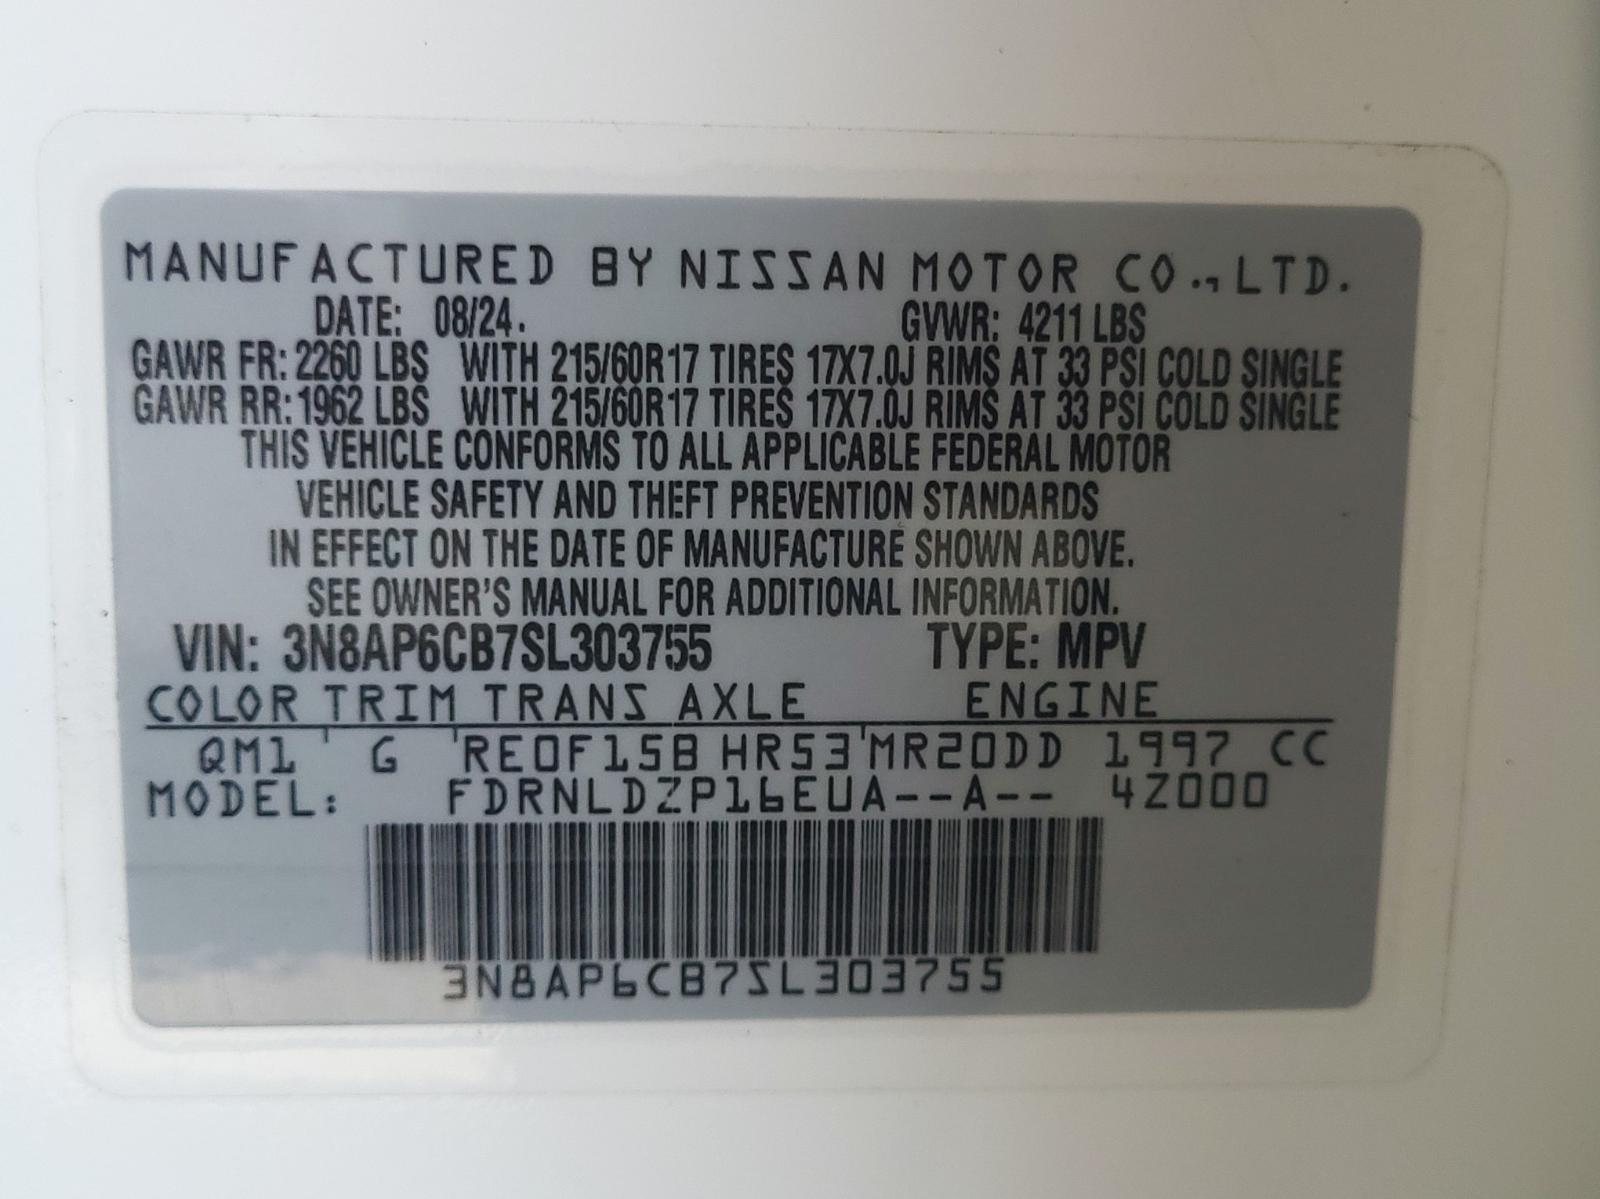 MANUFACTURED BY NISSAN MOTOR CO., LTD.
DATE: 08/24. GVWR: 4211 LBS
GAWR FR: 2260 LBS WITH 215/60R17 TIRES 17X7.0J RIMS AT 33 PSI COLD SINGLE
GAWR RR: 1962 LBS WITH 215/60R17 TIRES 17X7.0J RIMS AT 33 PSI COLD SINGLE
THIS VEHICLE CONFORMS TO ALL APPLICABLE FEDERAL MOTOR
VEHICLE SAFETY AND THEFT PREVENTION STANDARDS
IN EFFECT ON THE DATE OF MANUFACTURE SHOWN ABOVE.
SEE OWNER'S MANUAL FOR ADDITIONAL INFORMATION.
VIN: 3N8AP6CB7SL303755 TYPE: MPV
COLOR TRIM TRANS AXLE ENGINE
QM1 ' G 'RE0F15B HR53'MR20DD 1997 CC
MODEL: FDRNLDZP16EUA--A-- 4Z000
3N8AP6CB7SL303755